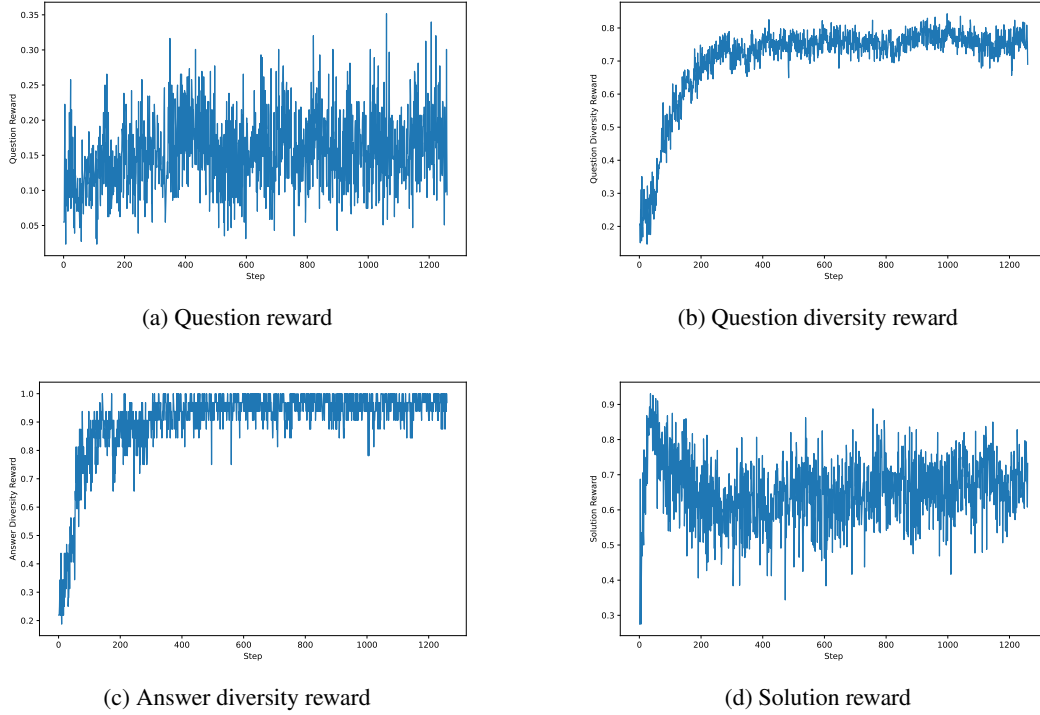 0.35
0.30
0.25
0.20
0.15
0.10
0.05
Question Reward
0 200 400 600 800 1000 1200
Step
(a) Question reward
0.8
0.7
0.6
0.5
0.4
0.3
0.2
Question Diversity Reward
0 200 400 600 800 1000 1200
Step
(b) Question diversity reward
1.0
0.9
0.8
0.7
0.6
0.5
0.4
0.3
0.2
Answer Diversity Reward
0 200 400 600 800 1000 1200
Step
(c) Answer diversity reward
0.9
0.8
0.7
0.6
0.5
0.4
0.3
Solution Reward
0 200 400 600 800 1000 1200
Step
(d) Solution reward